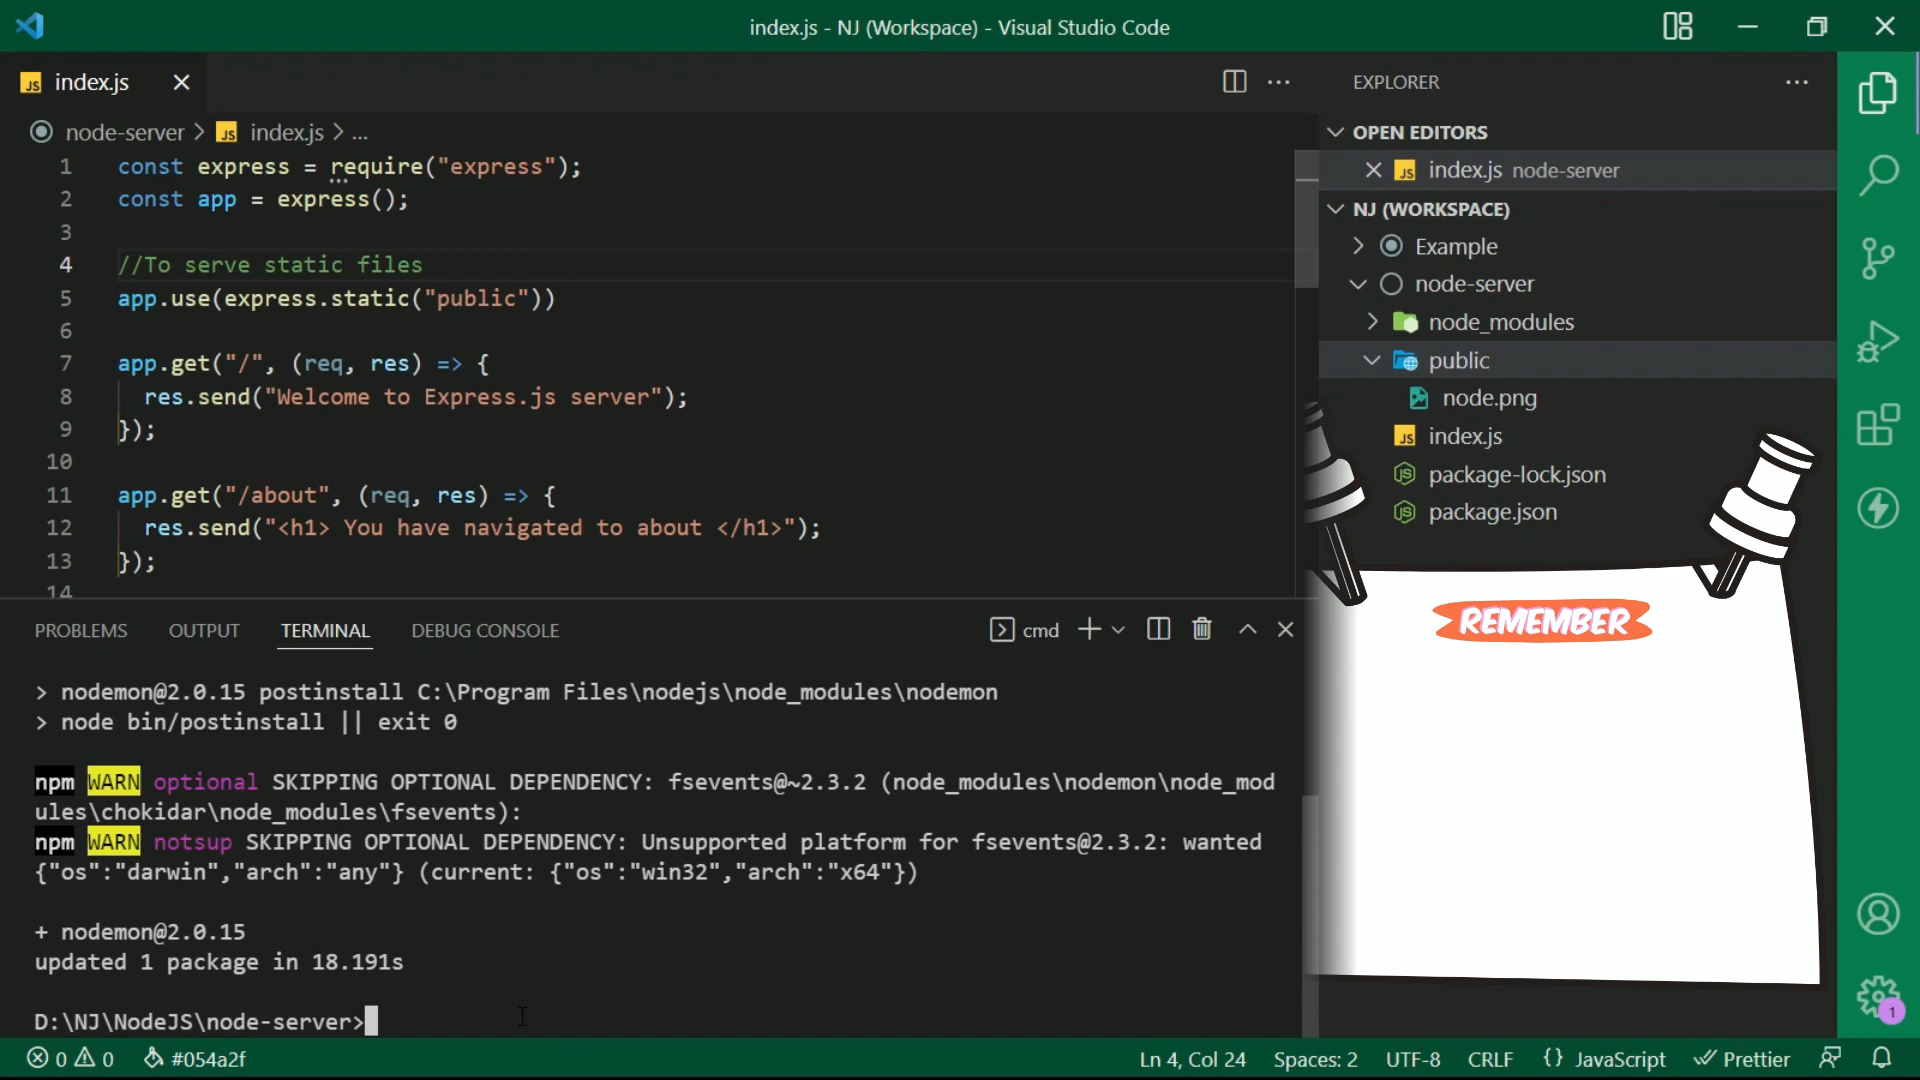 index.js - NJ (Workspace) - Visual Studio Code
JS index.js
node-server > JS index.js > ...
1 const express = require("express");
2 const app = express();
3
4 //To serve static files
5 app.use(express.static("public"))
6
7 app.get("/", (req, res) => {
8 res.send("Welcome to Express.js server");
9 });
10
11 app.get("/about", (req, res) => {
12 res.send("<h1> You have navigated to about </h1>");
13 });
14
EXPLORER
OPEN EDITORS
JS index.js node-server
NJ (WORKSPACE)
Example
node-server
node_modules
public
node.png
JS index.js
package-lock.json
package.json
REMEMBER
PROBLEMS OUTPUT TERMINAL DEBUG CONSOLE
cmd
> nodemon@2.0.15 postinstall C:\Program Files\nodejs\node_modules\nodemon
> node bin/postinstall || exit 0
npm WARN optional SKIPPING OPTIONAL DEPENDENCY: fsevents@~2.3.2 (node_modules\nodemon\node_mod
ules\chokidar\node_modules\fsevents):
npm WARN notsup SKIPPING OPTIONAL DEPENDENCY: Unsupported platform for fsevents@2.3.2: wanted
{"os":"darwin","arch":"any"} (current: {"os":"win32","arch":"x64"})
+ nodemon@2.0.15
updated 1 package in 18.191s
D:\NJ\NodeJS\node-server>
1
0 0 #054a2f
Ln 4, Col 24 Spaces: 2 UTF-8 CRLF {} JavaScript Prettier